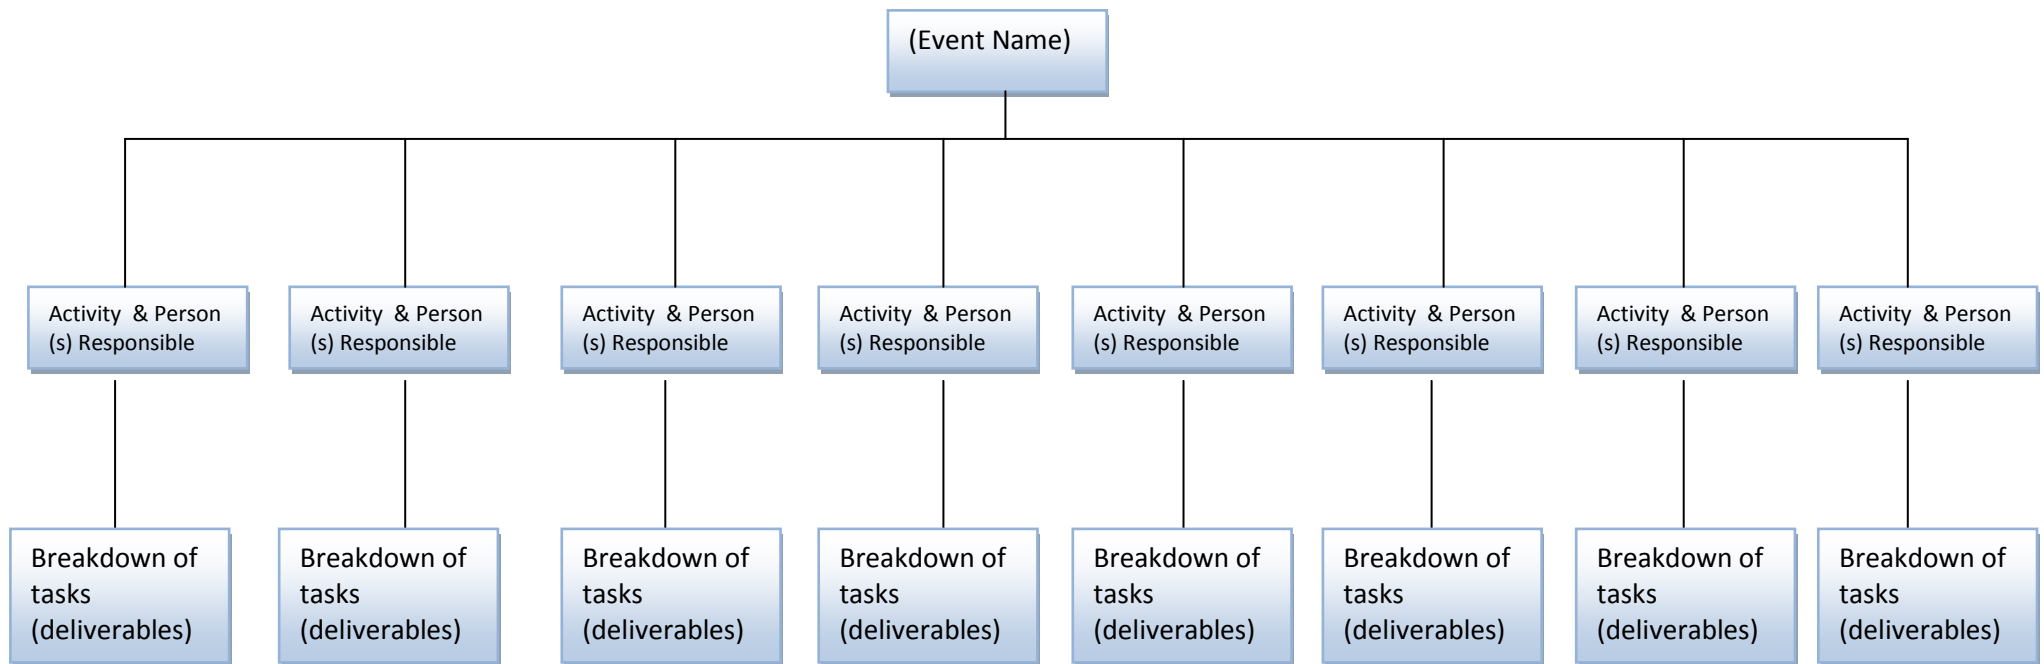 (Event Name)
Activity & Person
(s) Responsible
Activity & Person
(s) Responsible
Activity & Person
(s) Responsible
Activity & Person
(s) Responsible
Activity & Person
(s) Responsible
Activity & Person
(s) Responsible
Activity & Person
(s) Responsible
Activity & Person
(s) Responsible
Breakdown of
tasks
(deliverables)
Breakdown of
tasks
(deliverables)
Breakdown of
tasks
(deliverables)
Breakdown of
tasks
(deliverables)
Breakdown of
tasks
(deliverables)
Breakdown of
tasks
(deliverables)
Breakdown of
tasks
(deliverables)
Breakdown of
tasks
(deliverables)